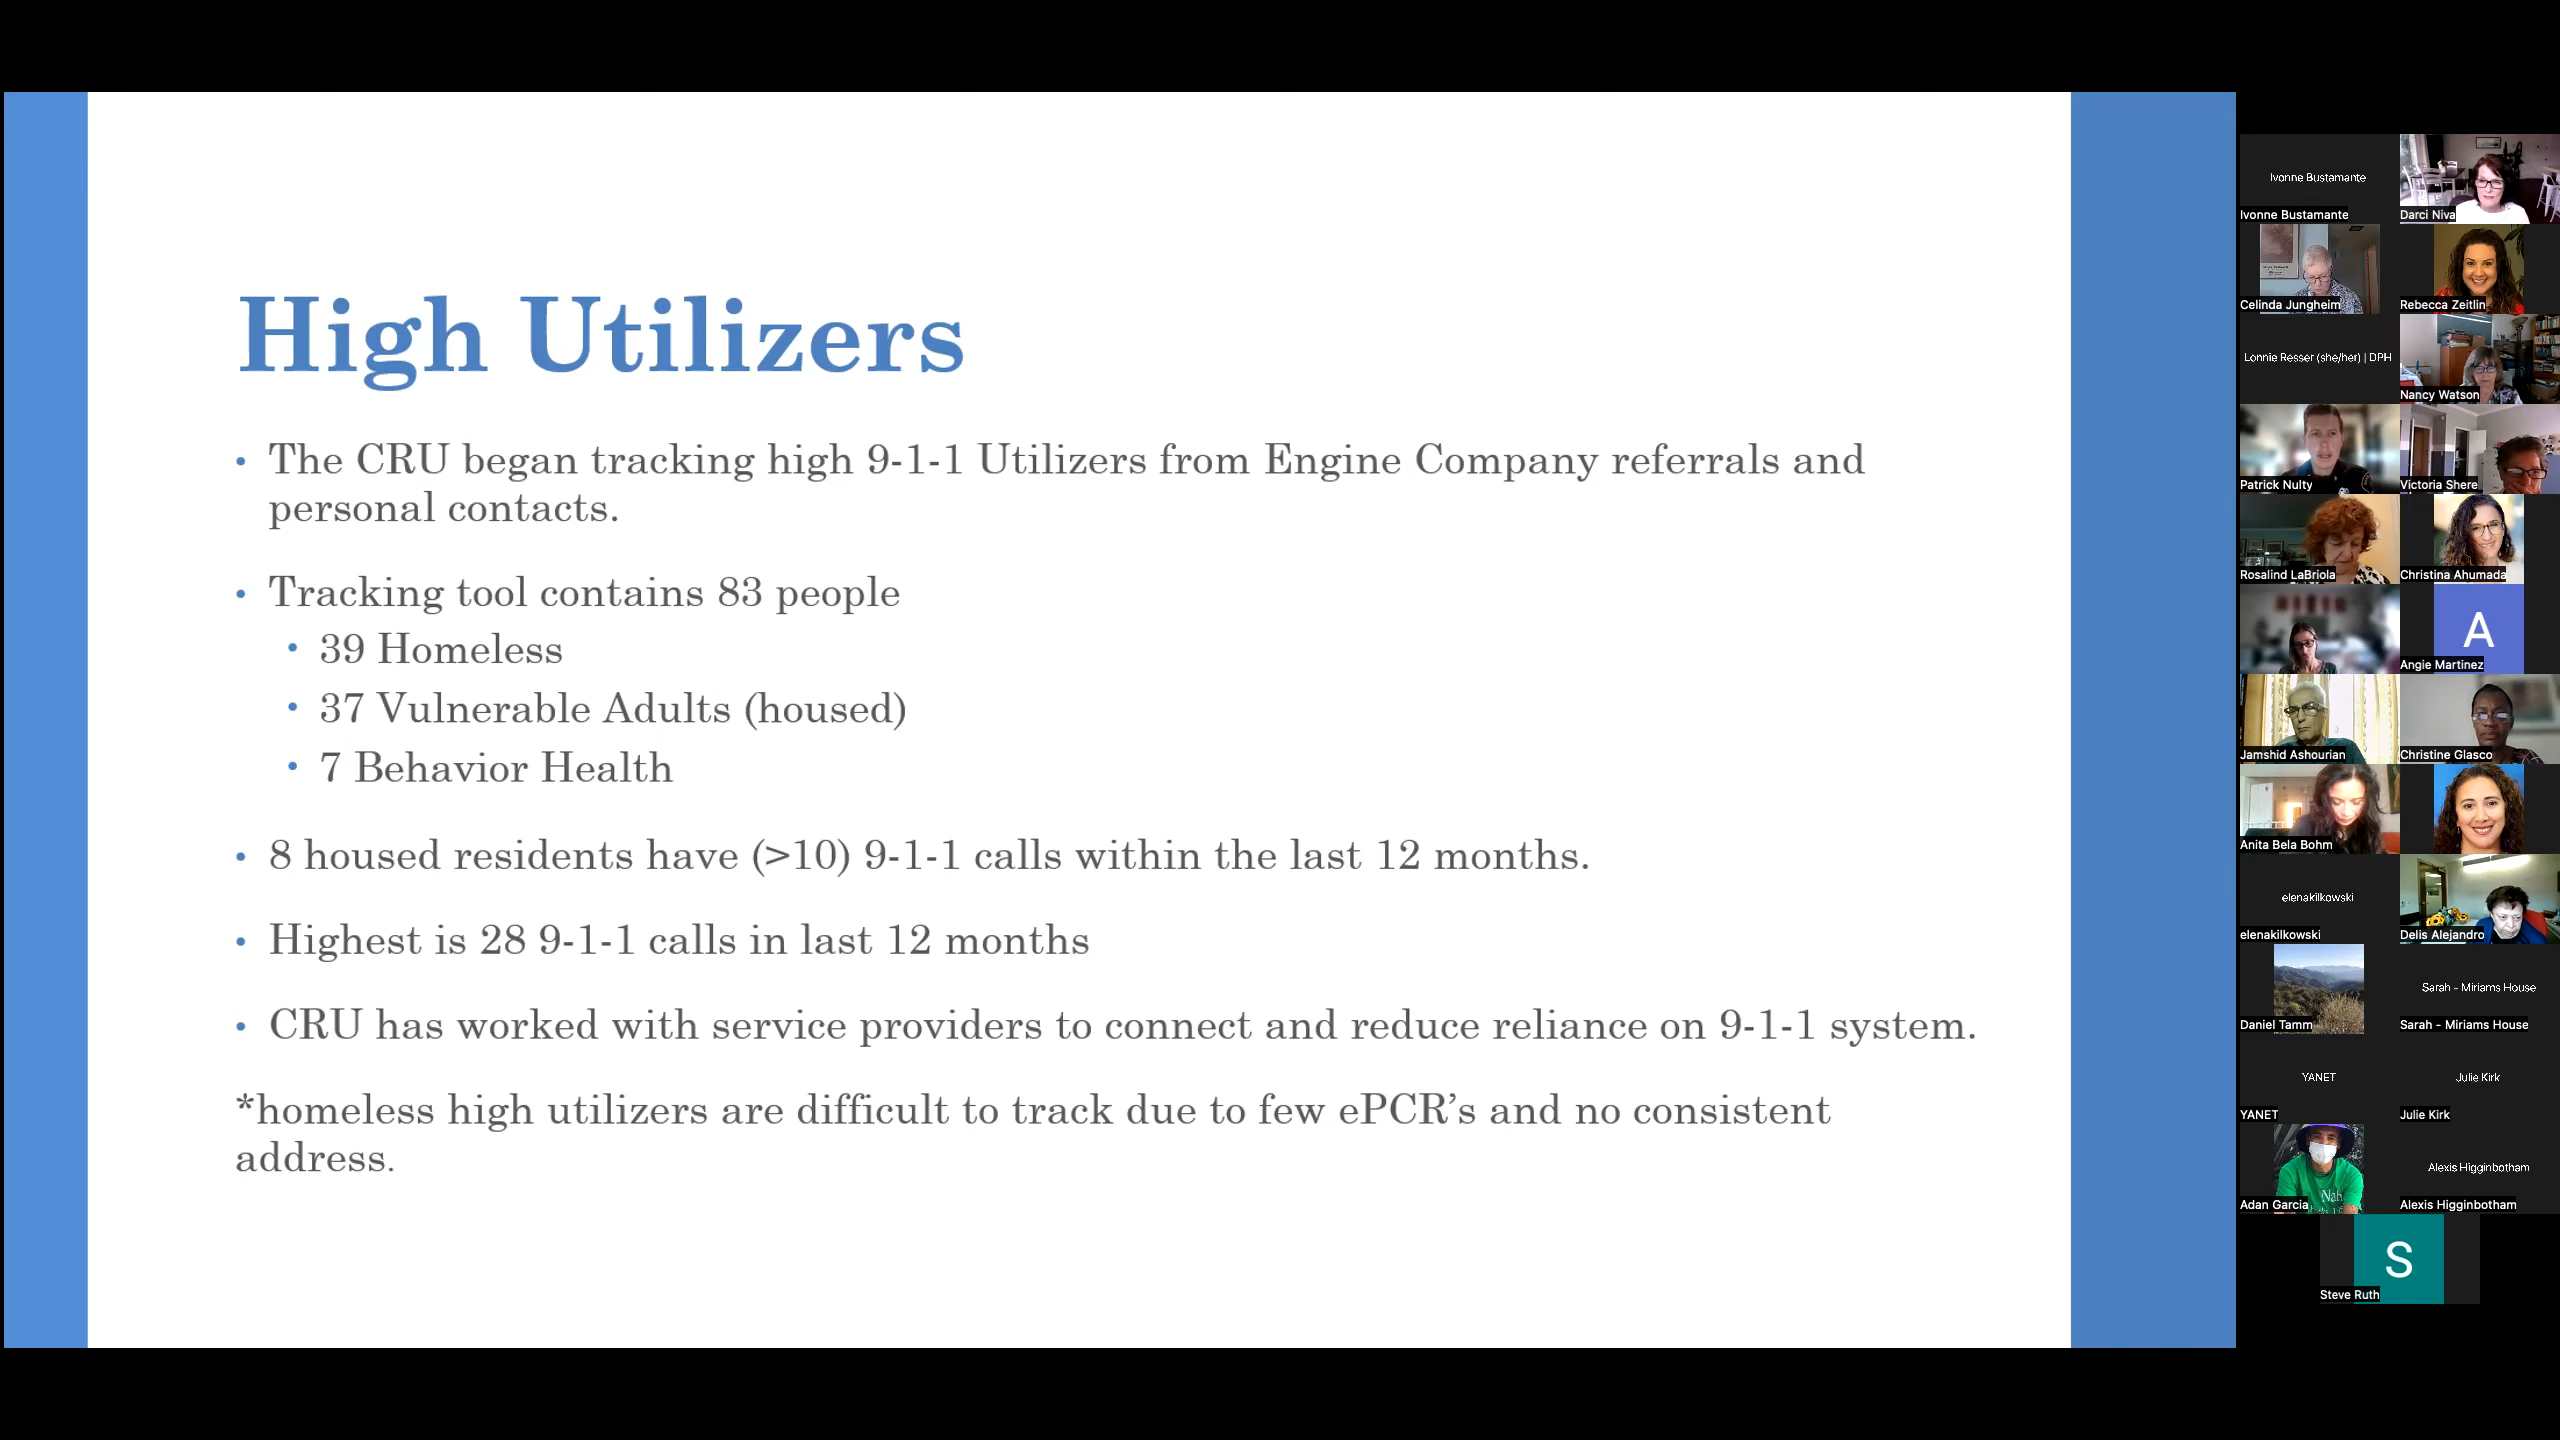 High Utilizers
• The CRU began tracking high 9-1-1 Utilizers from Engine Company referrals and
personal contacts.
• Tracking tool contains 83 people
• 39 Homeless
• 37 Vulnerable Adults (housed)
• 7 Behavior Health
• 8 housed residents have (>10) 9-1-1 calls within the last 12 months.
• Highest is 28 9-1-1 calls in last 12 months
• CRU has worked with service providers to connect and reduce reliance on 9-1-1 system.
*homeless high utilizers are difficult to track due to few ePCR’s and no consistent
address.
Ivonne Bustamante
Ivonne Bustamante
Darci Niva
Celinda Jungheim
Rebecca Zeitlin
Lonnie Resser (she/her) | DPH
Nancy Watson
Patrick Nulty
Victoria Shere
Rosalind LaBriola
Christina Ahumada
A
Angie Martinez
Jamshid Ashourian
Christine Glasco
Anita Bela Bohm
elenakilkowski
elenakilkowski
Delis Alejandro
Daniel Tamm
Sarah - Miriams House
Sarah - Miriams House
YANET
YANET
Julie Kirk
Julie Kirk
Nah
Adan Garcia
Alexis Higginbotham
Alexis Higginbotham
S
Steve Ruth